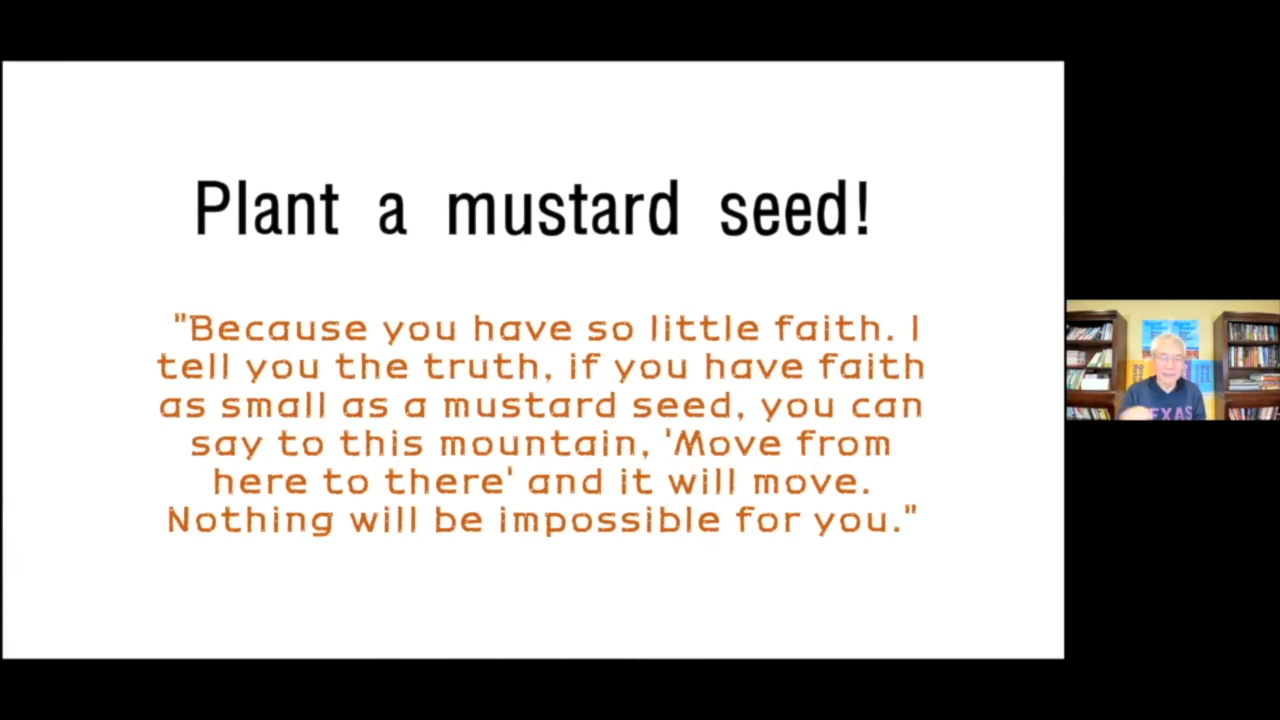 Plant a mustard seed!
"Because you have so little faith. I
tell you the truth, if you have faith
as small as a mustard seed, you can
say to this mountain, 'Move from
here to there' and it will move.
Nothing will be impossible for you."
TEXAS